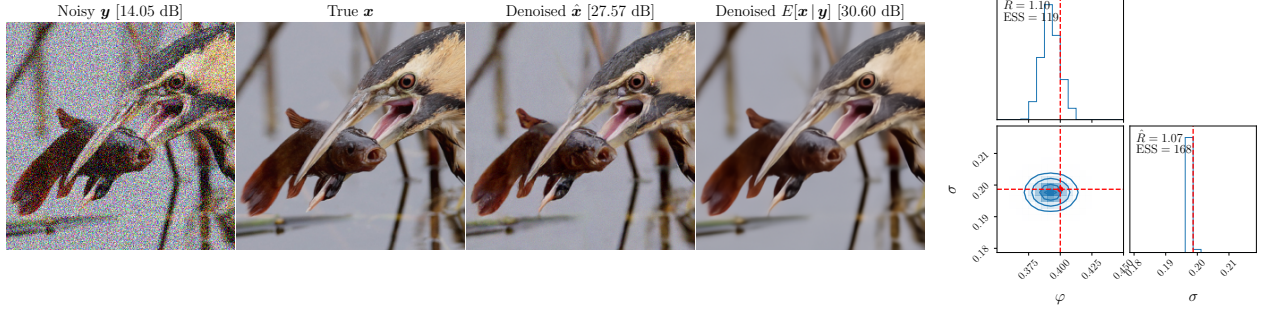 Noisy y [14.05 dB]
True x
Denoised x̂ [27.57 dB]
Denoised E[x | y] [30.60 dB]
R̂ = 1.10
ESS = 119
R̂ = 1.07
ESS = 168
σ
0.21
0.20
0.19
0.18
0.375
0.400
0.425
0.450
φ
0.18
0.19
0.20
0.21
σ